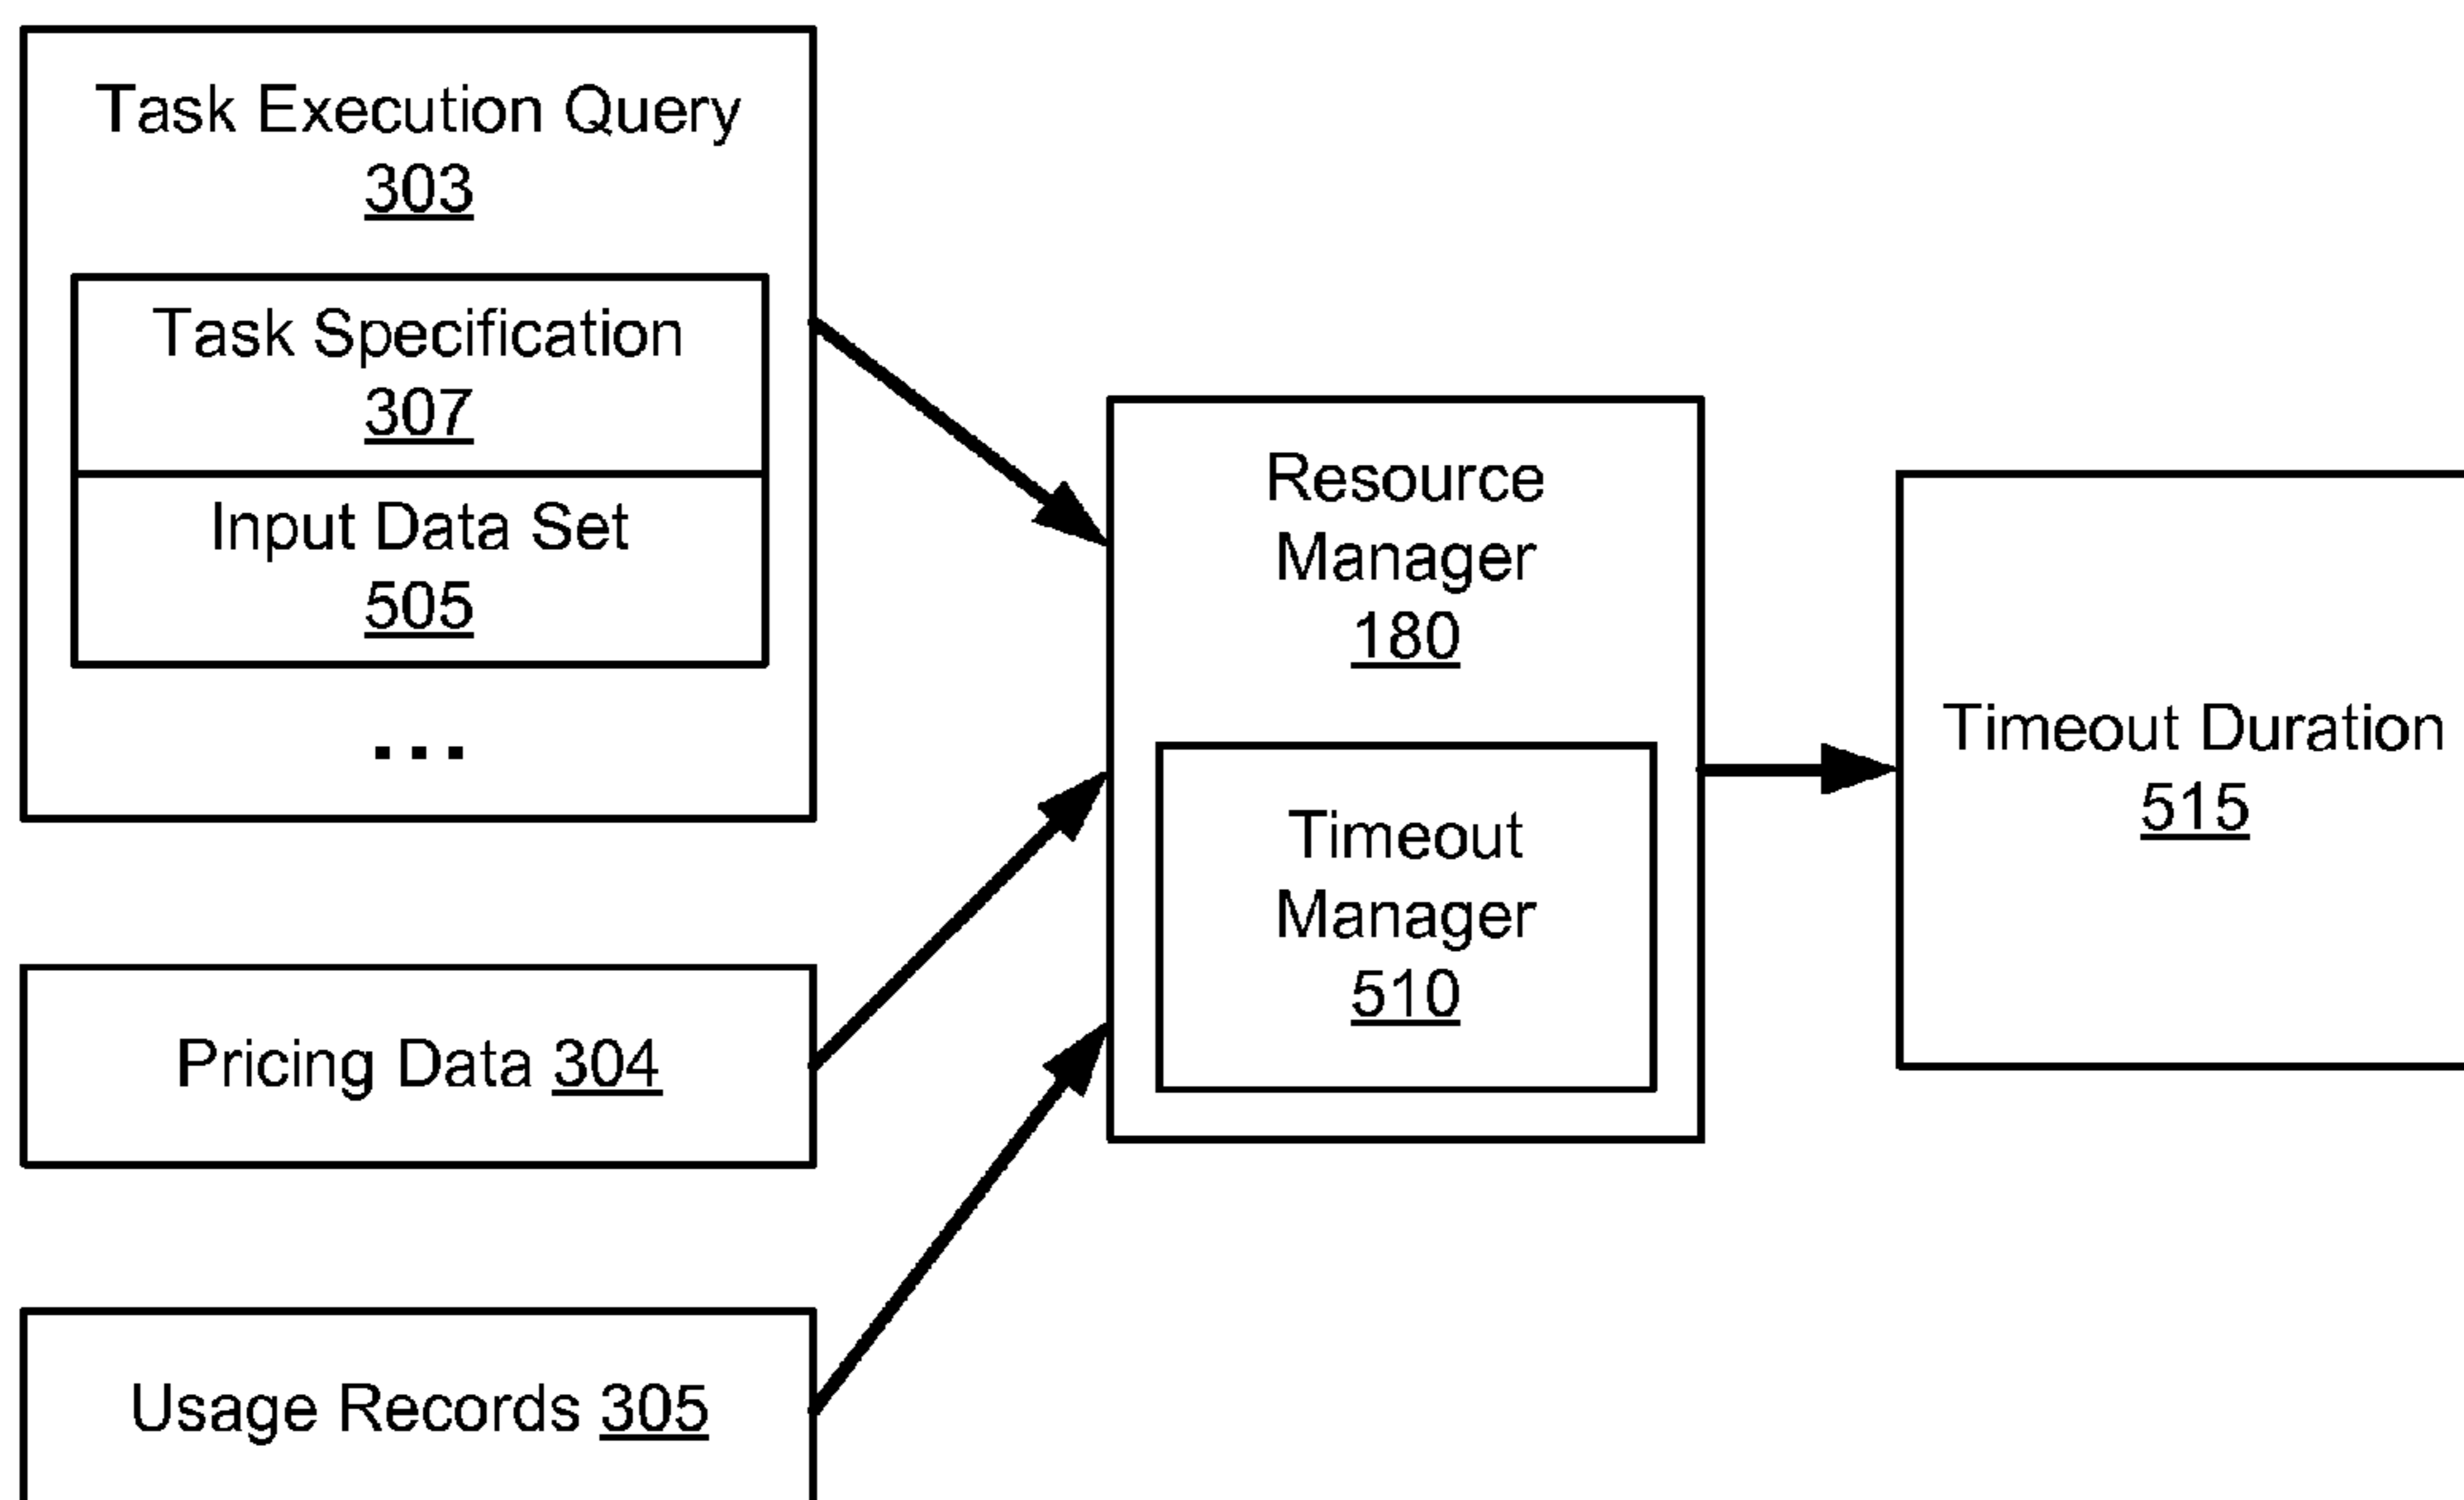 Task Execution Query
303
Task Specification
307
Input Data Set
505
...
Pricing Data 304
Usage Records 305
Resource
Manager
180
Timeout
Manager
510
Timeout Duration
515